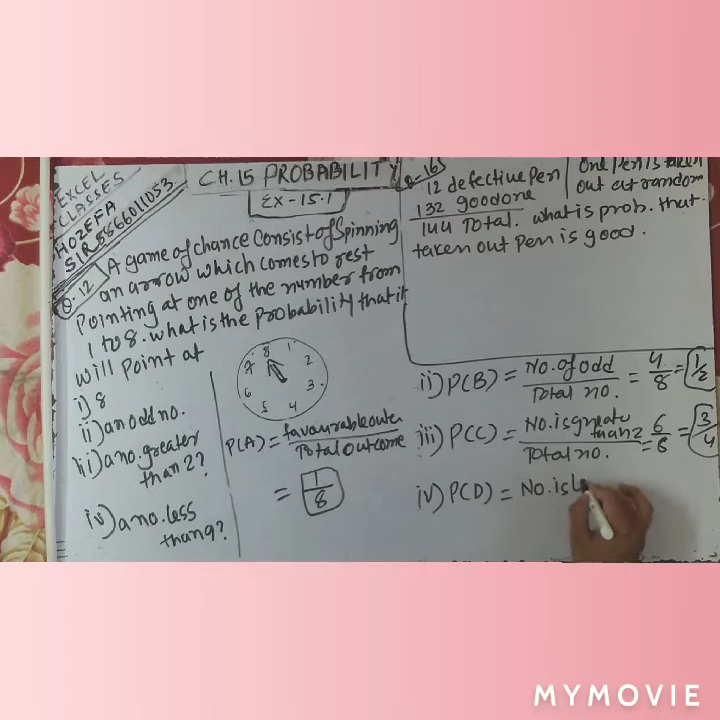 EXCEL
CLASSES
HOZEFA
SIR 5566011053
CH.15 PROBABILITY
EX-15.1
Q.12 A game of chance consist of spinning
an arrow which comes to rest
pointing at one of the number from
1 to 8. what is the probability that it
will point at
i) 8
ii) an odd no.
iii) a no. greater
than 2?
iv) a no. less
than 9?
8 1
7 2
6 3
5 4
P(A) = favourable outc
Total outcome
= 1
8
Q-16
12 defective pen
132 good one
144 Total.
One pen is taken
out at random
what is prob. that
taken out pen is good.
ii) P(B) = No. of odd = 4 = 1
Total no. 8 2
iii) P(C) = No. is greate than 2 = 6 = 3
Total no. 8 4
iv) P(D) = No. is l
MYMOVIE